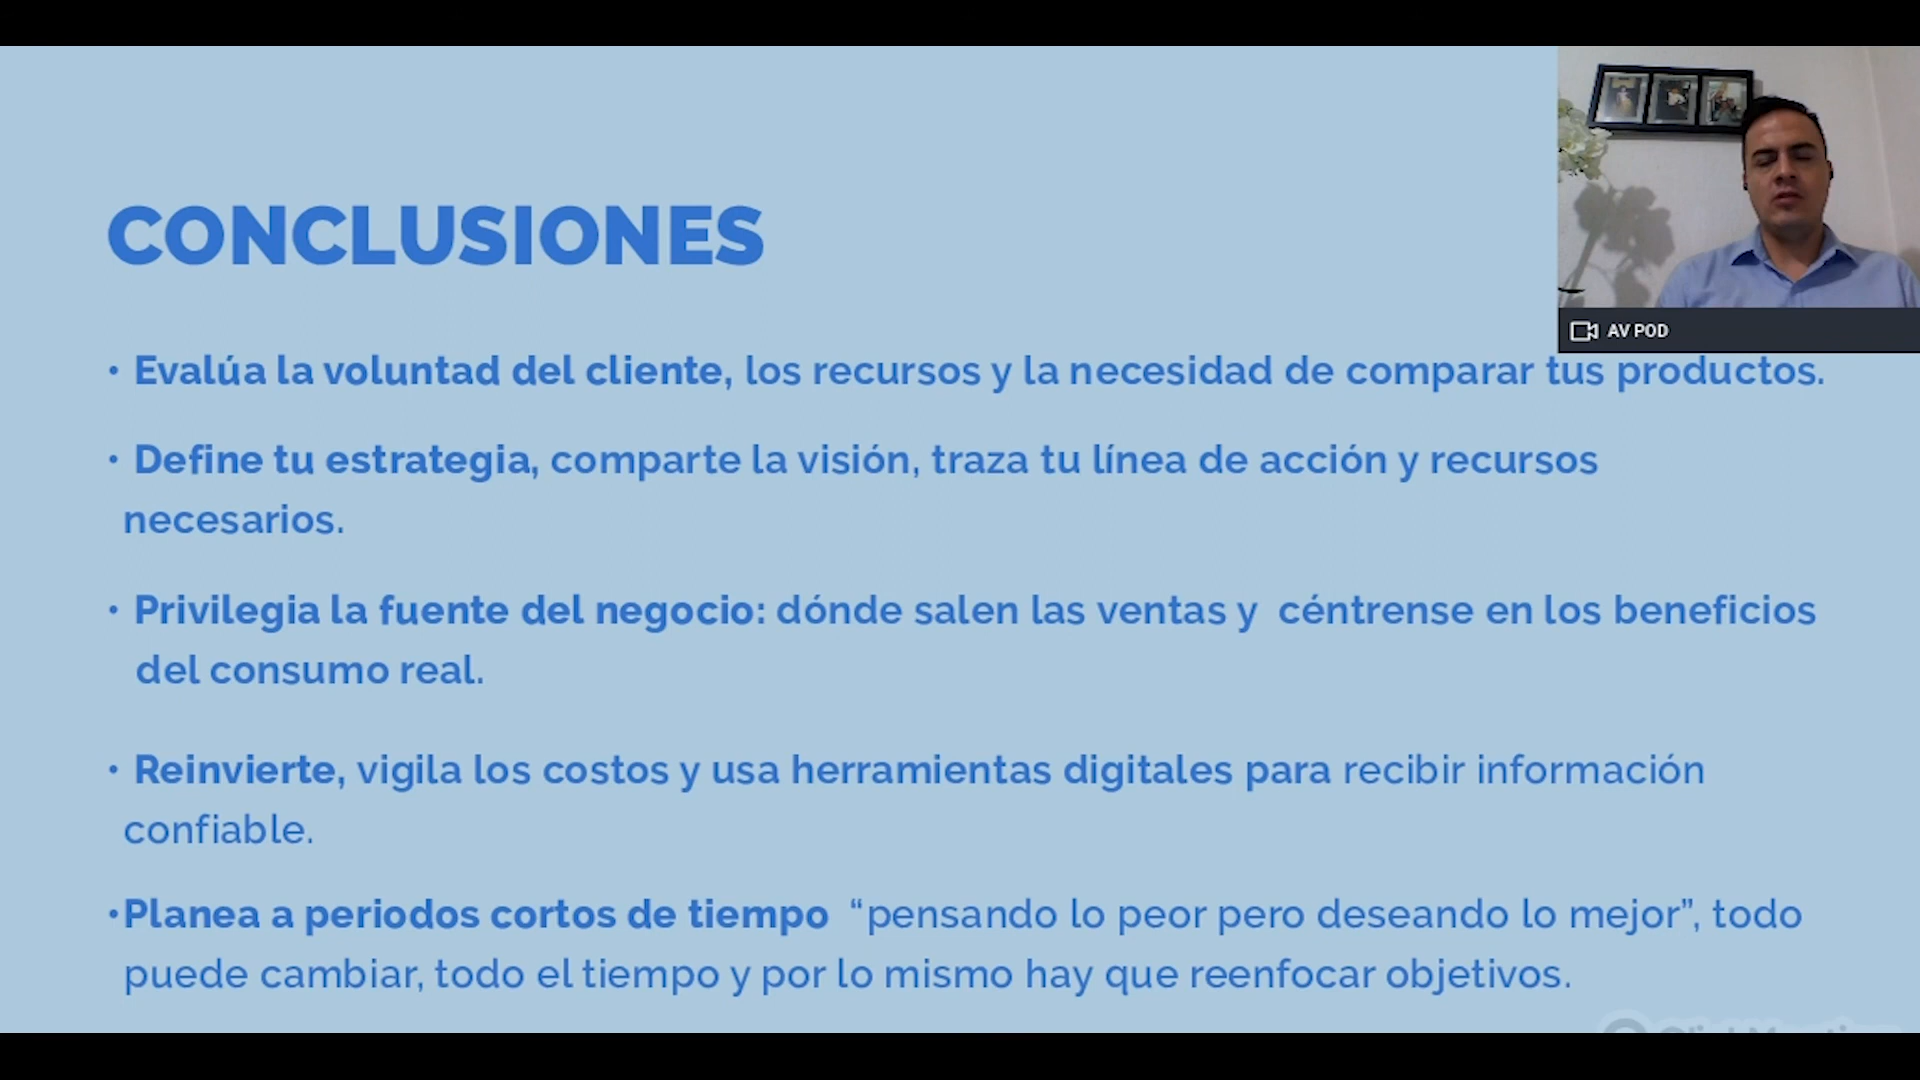 CONCLUSIONES
AV POD
• Evalúa la voluntad del cliente, los recursos y la necesidad de comparar tus productos.
• Define tu estrategia, comparte la visión, traza tu línea de acción y recursos
necesarios.
• Privilegia la fuente del negocio: dónde salen las ventas y céntrense en los beneficios
del consumo real.
• Reinvierte, vigila los costos y usa herramientas digitales para recibir información
confiable.
•Planea a periodos cortos de tiempo “pensando lo peor pero deseando lo mejor”, todo
puede cambiar, todo el tiempo y por lo mismo hay que reenfocar objetivos.